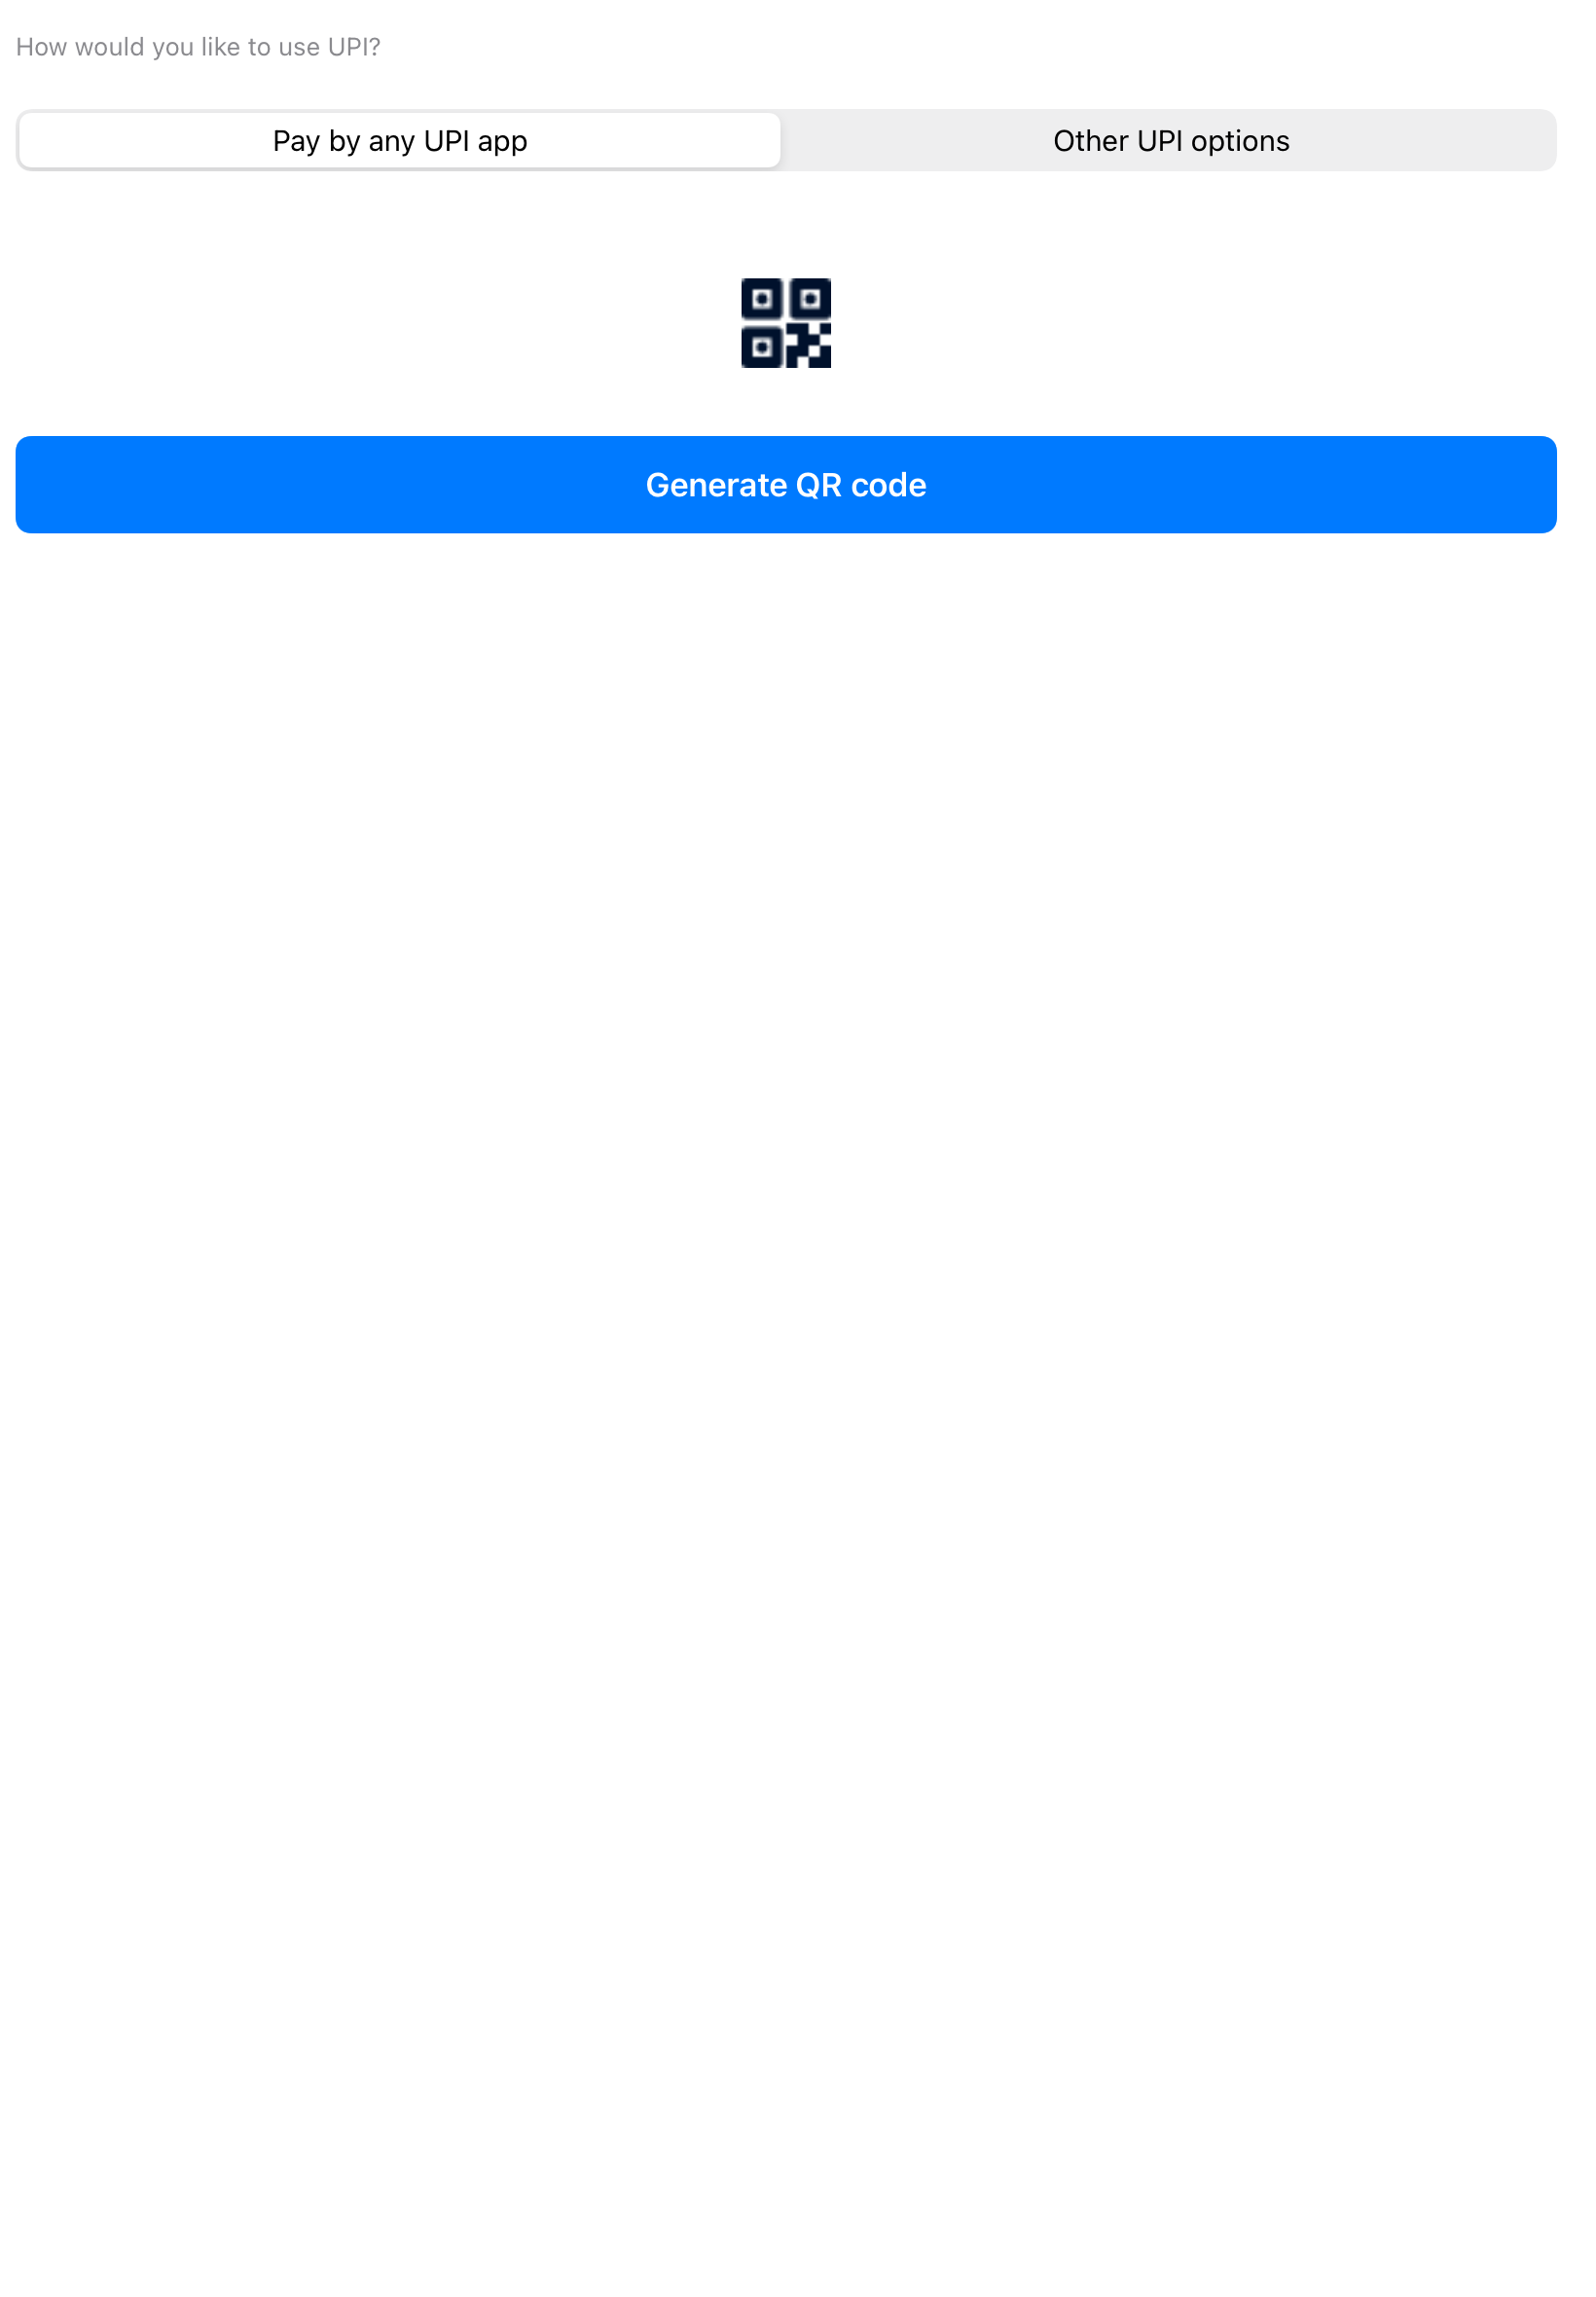 How would you like to use UPI?
Pay by any UPI app
Other UPI options
Generate QR code